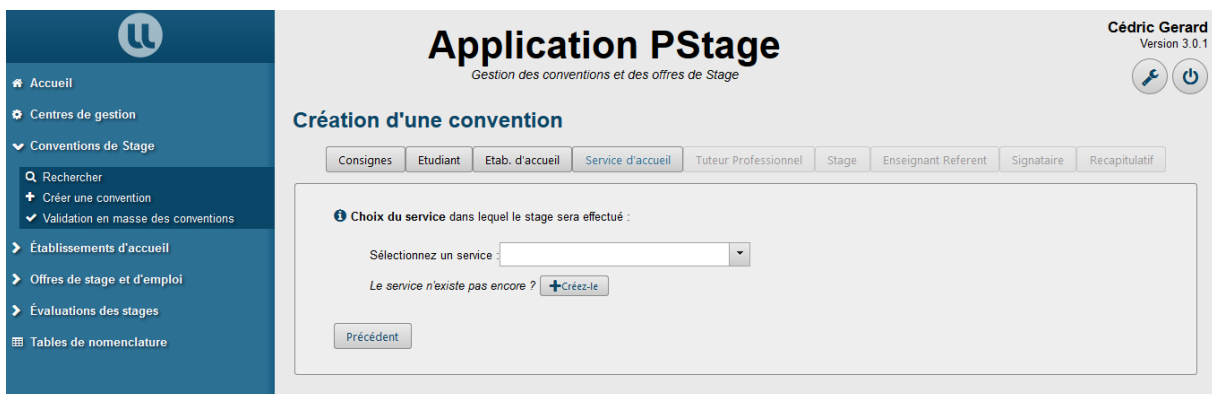 Application PStage
Gestion des conventions et des offres de Stage
Cédric Gerard
Version 3.0.1
Accueil
Centres de gestion
Conventions de Stage
Rechercher
Créer une convention
Validation en masse des conventions
Établissements d'accueil
Offres de stage et d'emploi
Évaluations des stages
Tables de nomenclature
Création d'une convention
Consignes Etudiant Etab. d'accueil Service d'accueil Tuteur Professionnel Stage Enseignant Referent Signataire Recapitulatif
Choix du service dans lequel le stage sera effectué :
Sélectionnez un service :
Le service n'existe pas encore ? Créez-le
Précédent